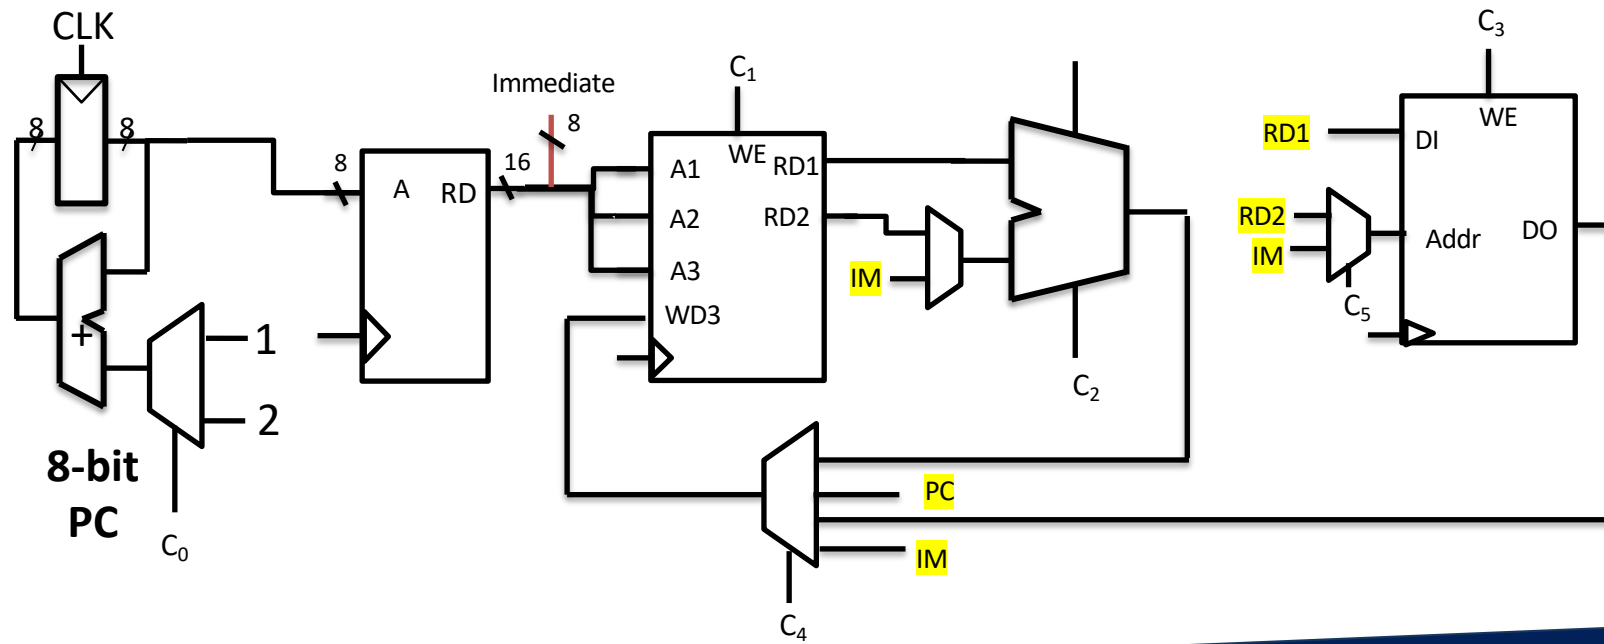 CLK
8
8
+
1
2
8-bit
PC
C₀
8
A
RD
16
Immediate
8
C₁
WE
A1
A2
A3
WD3
RD1
RD2
IM
C₂
PC
IM
C₄
C₃
RD1
RD2
IM
C₅
DI
WE
Addr
DO